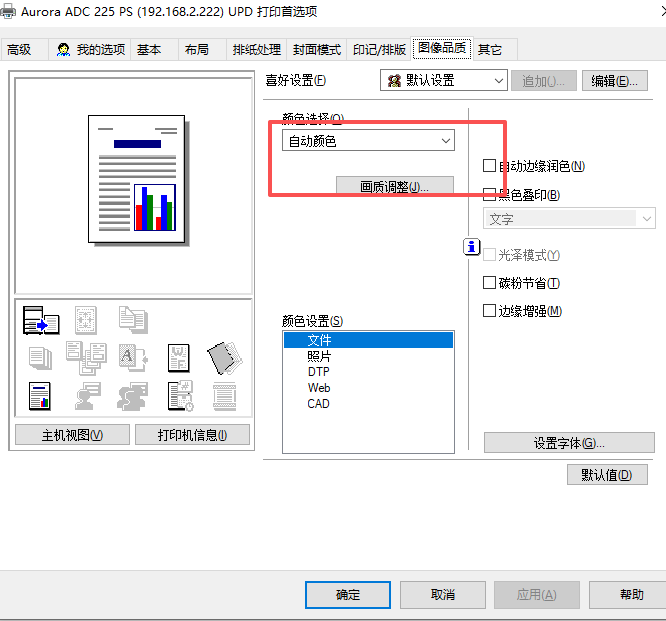 Aurora ADC 225 PS (192.168.2.222) UPD 打印首选项
高级 我的选项 基本 布局 排纸处理 封面模式 印记/排版 图像品质 其它
喜好设置(F) 默认设置 追加(.)... 编辑(E)...
颜色选择(O)
自动颜色
画质调整(J)...
自动边缘润色(N)
黑色叠印(B)
文字
光泽模式(Y)
碳粉节省(T)
边缘增强(M)
颜色设置(S)
文件
照片
DTP
Web
CAD
主机视图(V) 打印机信息(I)
设置字体(G)...
默认值(D)
确定 取消 应用(A) 帮助